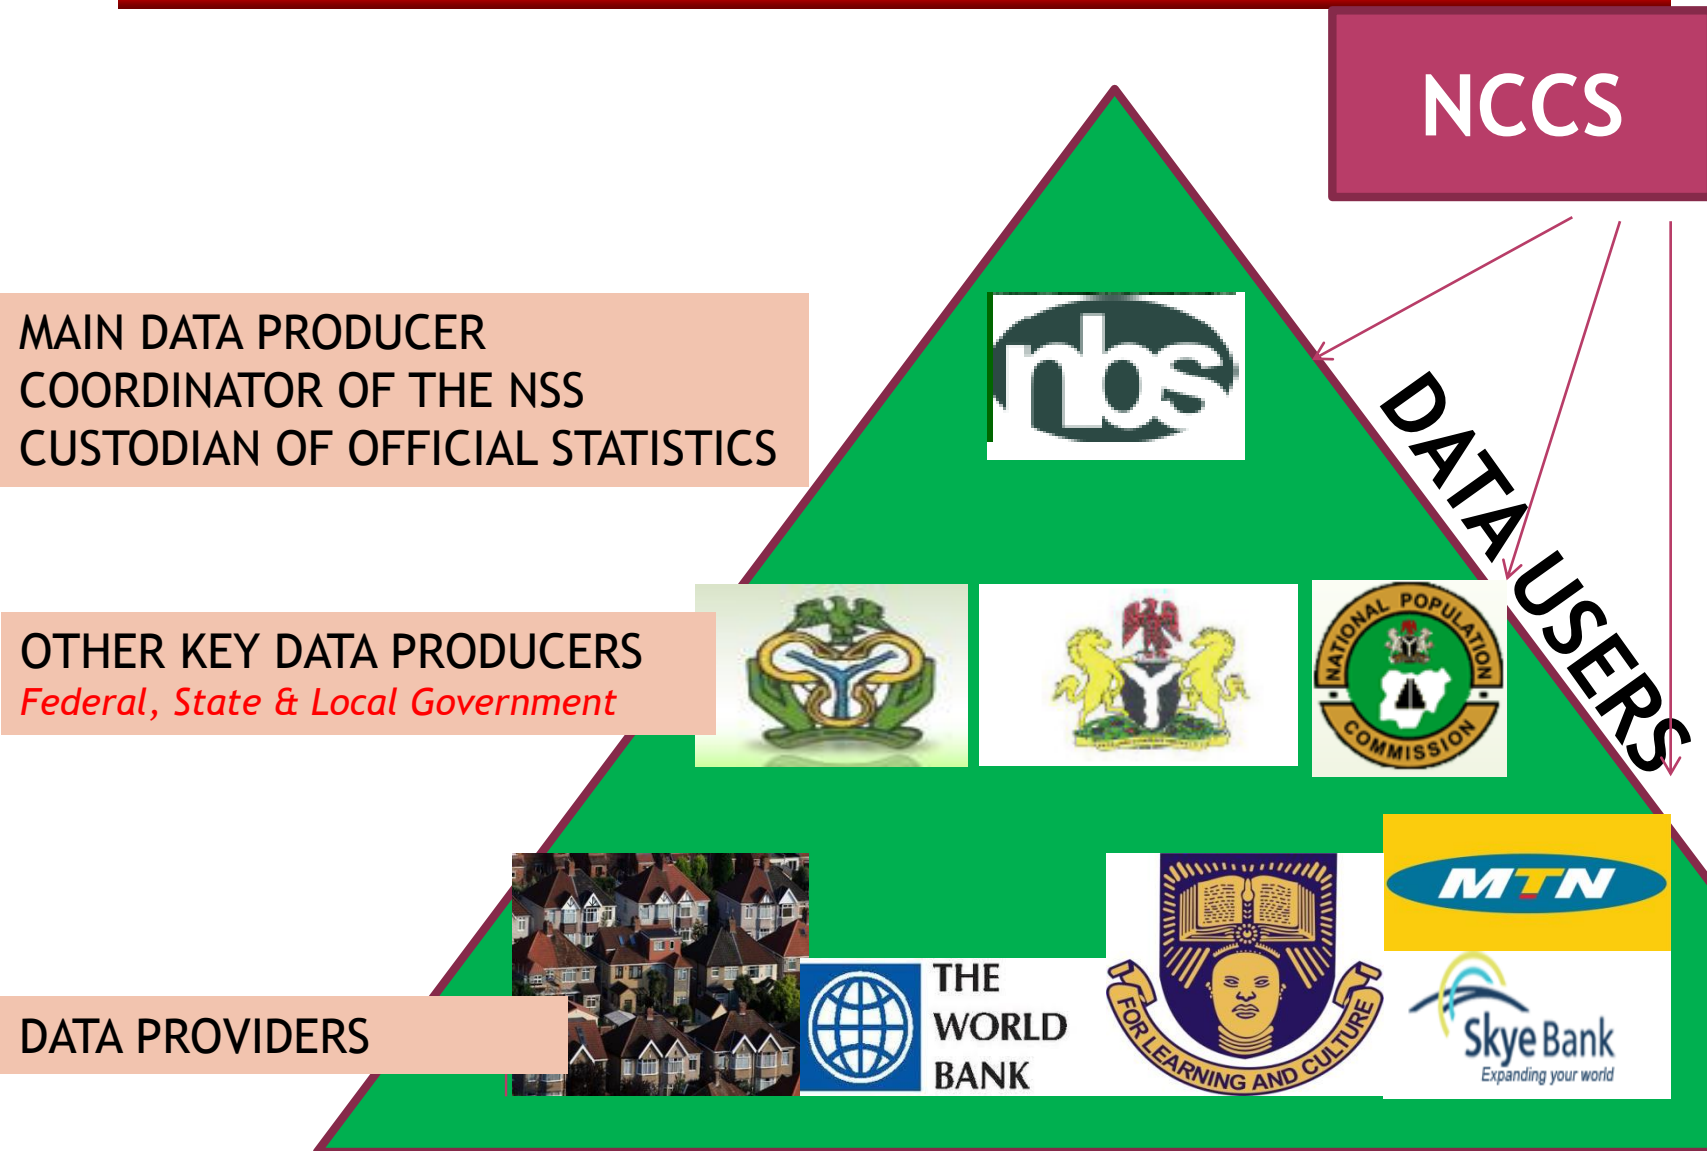 NCCS
MAIN DATA PRODUCER
COORDINATOR OF THE NSS
CUSTODIAN OF OFFICIAL STATISTICS
nbs
DATA USERS
OTHER KEY DATA PRODUCERS
Federal, State & Local Government
NATIONAL POPULATION
COMMISSION
DATA PROVIDERS
THE
WORLD
BANK
FOR LEARNING AND CULTURE
MTN
Skye Bank
Expanding your world